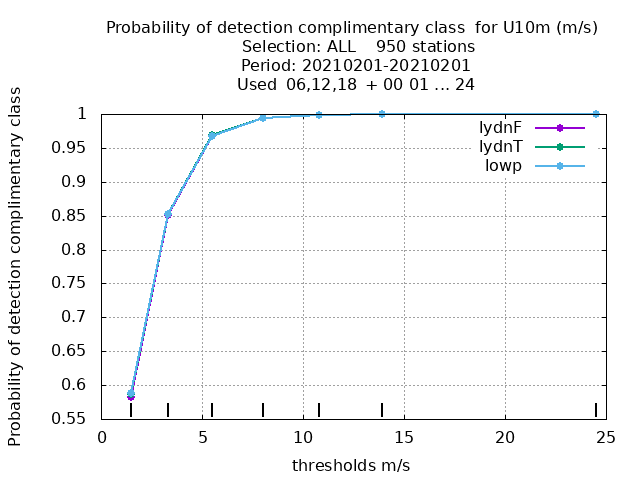 Probability of detection complimentary class  for U10m (m/s)
Selection: ALL    950 stations
Period: 20210201-20210201
Used  06,12,18  + 00 01 ... 24
Probability of detection complimentary class
1
0.95
0.9
0.85
0.8
0.75
0.7
0.65
0.6
0.55
lydnF
lydnT
lowp
0
5
10
15
20
25
thresholds m/s